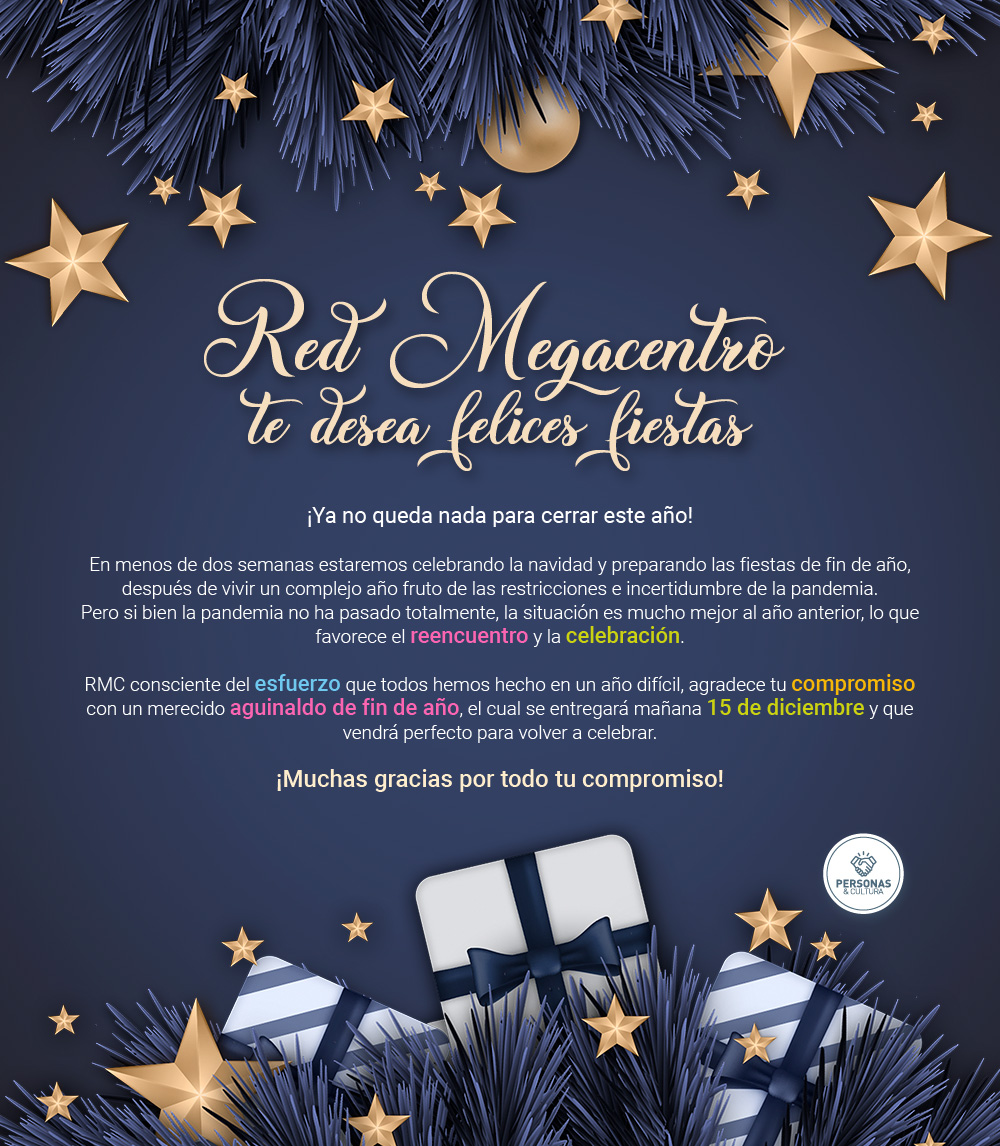 Red Megacentro
te desea felices fiestas
¡Ya no queda nada para cerrar este año!
En menos de dos semanas estaremos celebrando la navidad y preparando las fiestas de fin de año,
después de vivir un complejo año fruto de las restricciones e incertidumbre de la pandemia.
Pero si bien la pandemia no ha pasado totalmente, la situación es mucho mejor al año anterior, lo que
favorece el reencuentro y la celebración.
RMC consciente del esfuerzo que todos hemos hecho en un año difícil, agradece tu compromiso
con un merecido aguinaldo de fin de año, el cual se entregará mañana 15 de diciembre y que
vendrá perfecto para volver a celebrar.
¡Muchas gracias por todo tu compromiso!
PERSONAS
& CULTURA